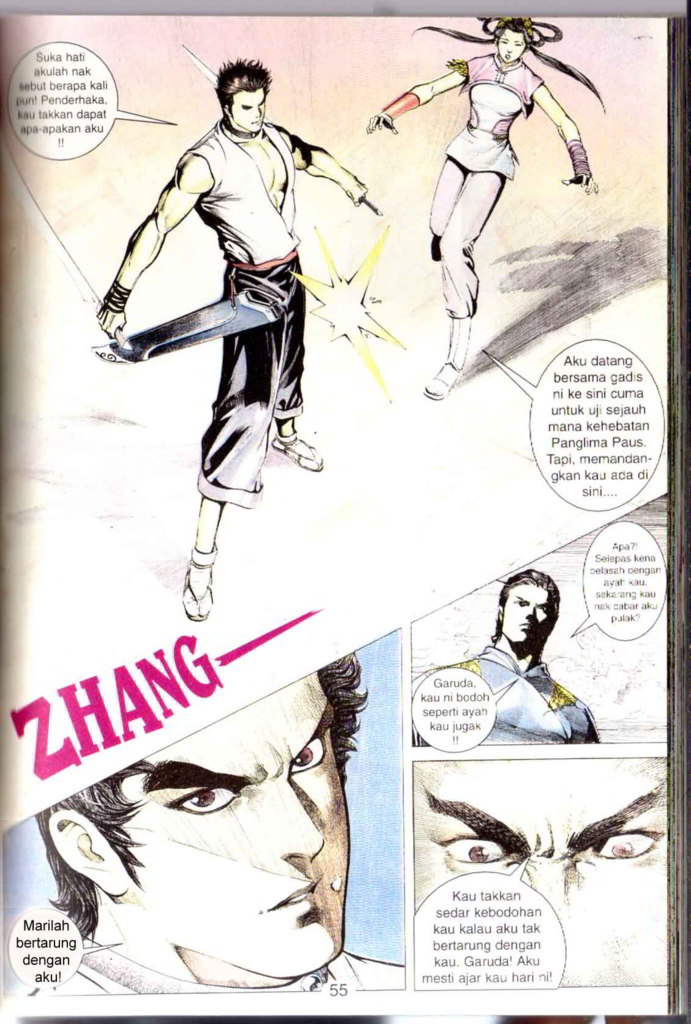 Suka hati
akulah nak
sebut berapa kali
pun! Penderhaka,
kau takkan dapat
apa-apakan aku
!!
Aku datang
bersama gadis
ni ke sini cuma
untuk uji sejauh
mana kehebatan
Panglima Paus.
Tapi, memandang-
kan kau ada di
sini....
Apa?!
Selepas kena
belasah dengan
ayah kau,
sekarang kau
nak cabar aku
pulak?
ZHANG
Garuda,
kau ni bodoh
seperti ayah
kau jugak
!!
Marilah
bertarung
dengan
aku!
Kau takkan
sedar kebodohan
kau kalau aku tak
bertarung dengan
kau. Garuda! Aku
mesti ajar kau hari ni!
55